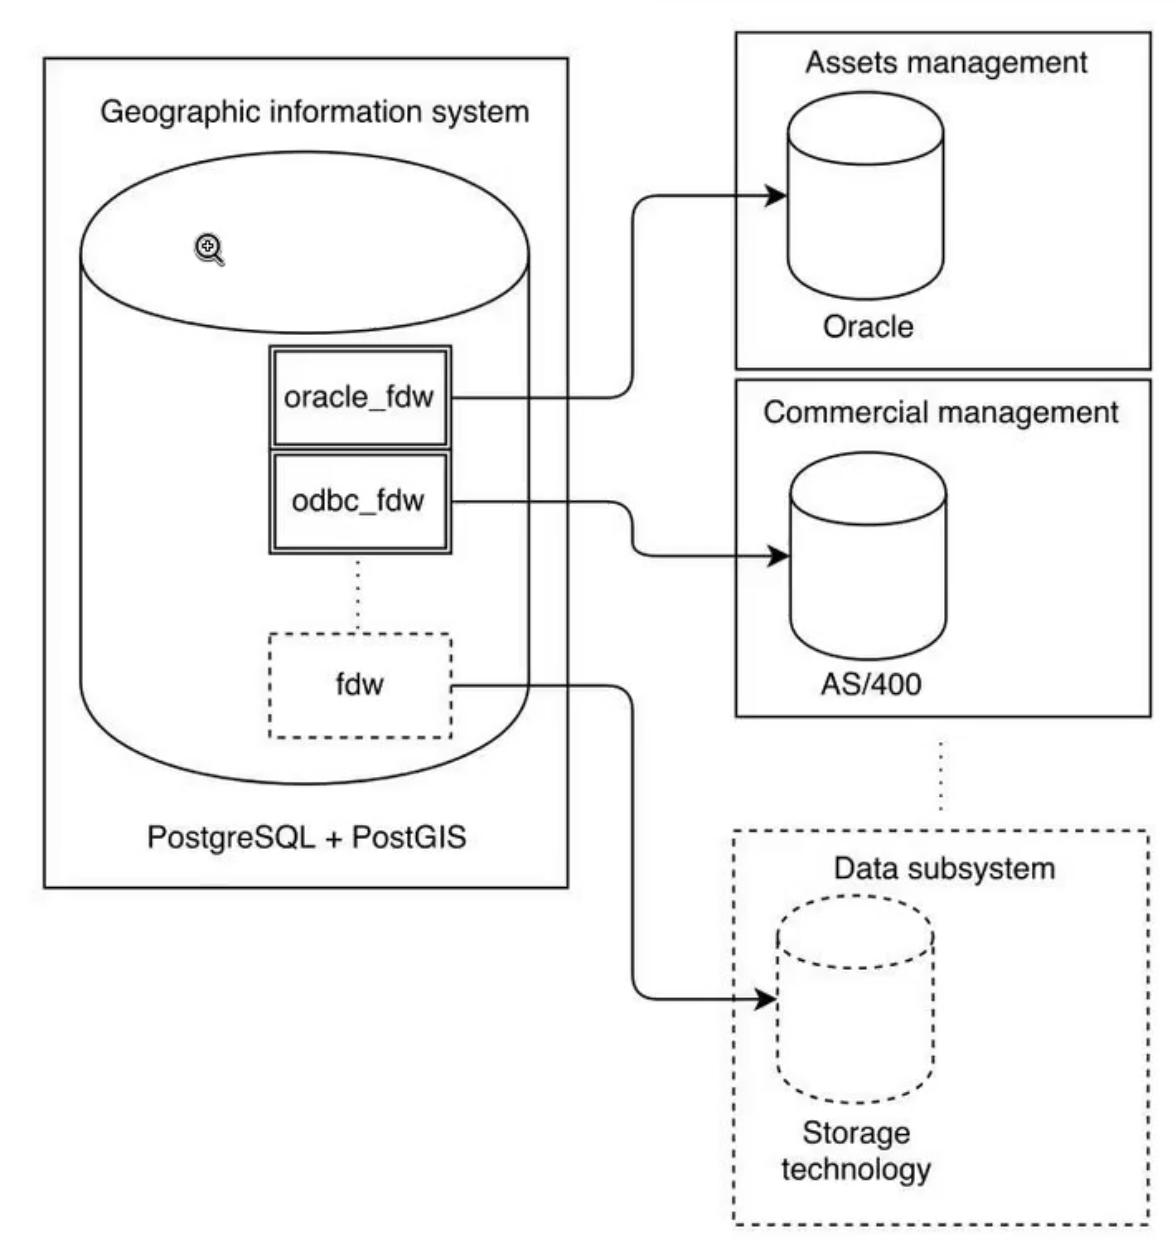 Geographic information system
oracle_fdw
odbc_fdw
fdw
PostgreSQL + PostGIS
Assets management
Oracle
Commercial management
AS/400
Data subsystem
Storage
technology